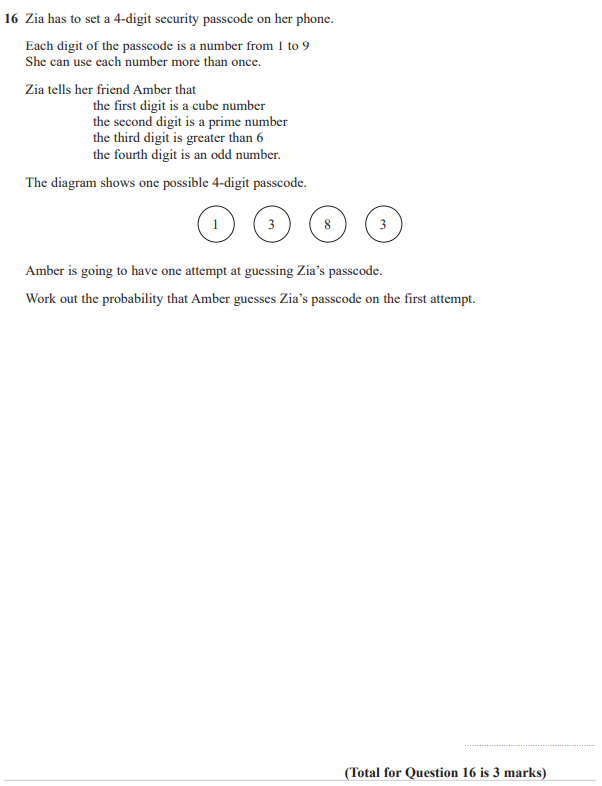 16 Zia has to set a 4-digit security passcode on her phone.
Each digit of the passcode is a number from 1 to 9
She can use each number more than once.
Zia tells her friend Amber that
the first digit is a cube number
the second digit is a prime number
the third digit is greater than 6
the fourth digit is an odd number.
The diagram shows one possible 4-digit passcode.
1 3 8 3
Amber is going to have one attempt at guessing Zia's passcode.
Work out the probability that Amber guesses Zia's passcode on the first attempt.
(Total for Question 16 is 3 marks)